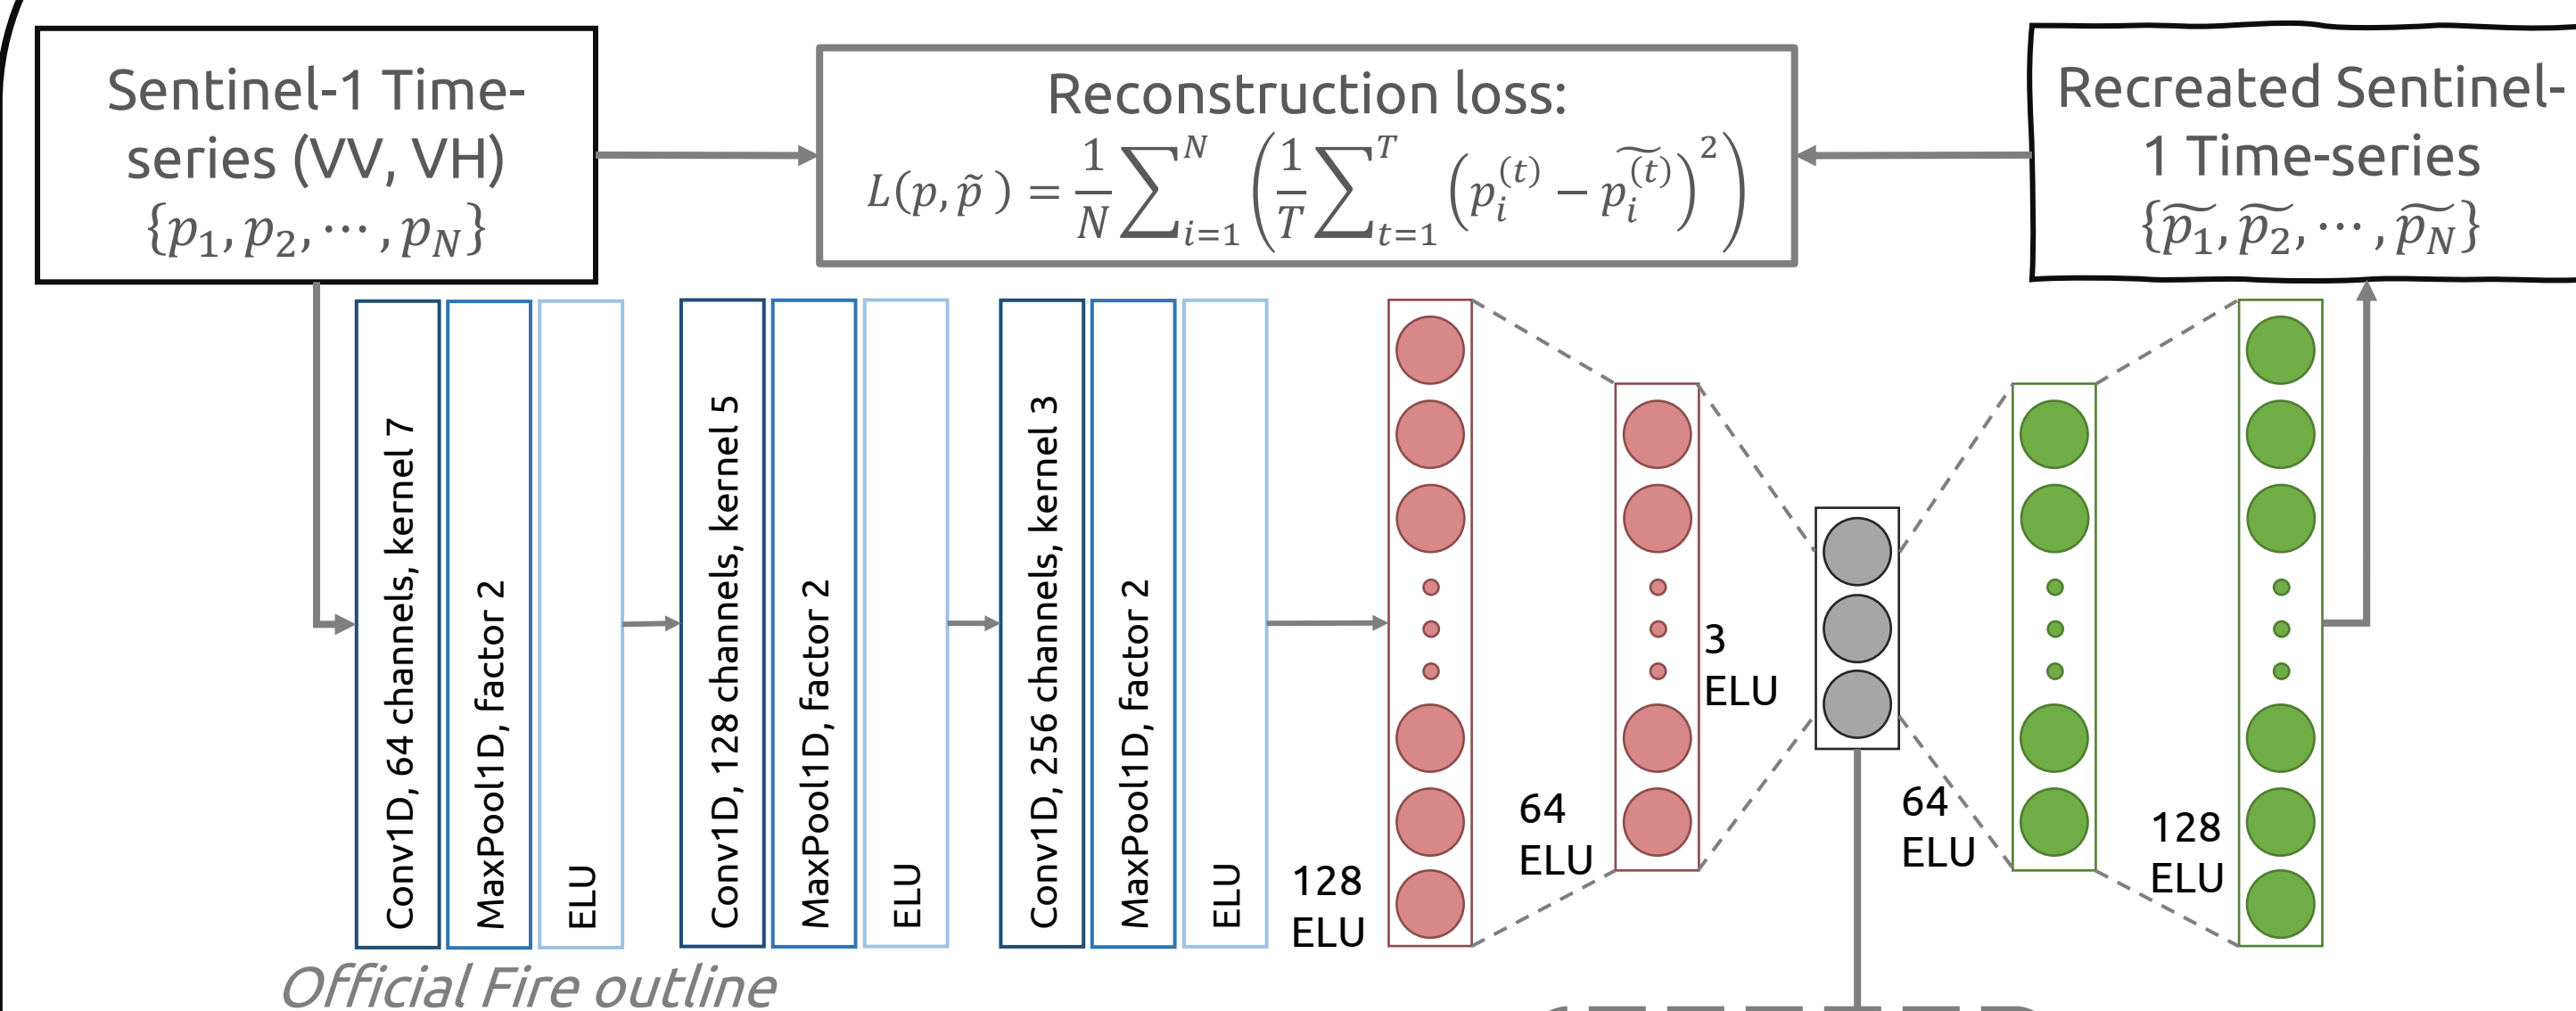 Sentinel-1 Time-
series (VV, VH)
{p₁, p₂, ⋯ , p_N}
Reconstruction loss:
L(p, p̃ ) = 1/N ∑_{i=1}^{N} (1/T ∑_{t=1}^{T} (p_i^{(t)} − \widetilde{p_i^{(t)}})²)
Recreated Sentinel-
1 Time-series
{p̃₁, p̃₂, ⋯ , p̃_N}
Conv1D, 64 channels, kernel 7
MaxPool1D, factor 2
ELU
Conv1D, 128 channels, kernel 5
MaxPool1D, factor 2
ELU
Conv1D, 256 channels, kernel 3
MaxPool1D, factor 2
ELU
128
ELU
64
ELU
3
ELU
64
ELU
128
ELU
Official Fire outline